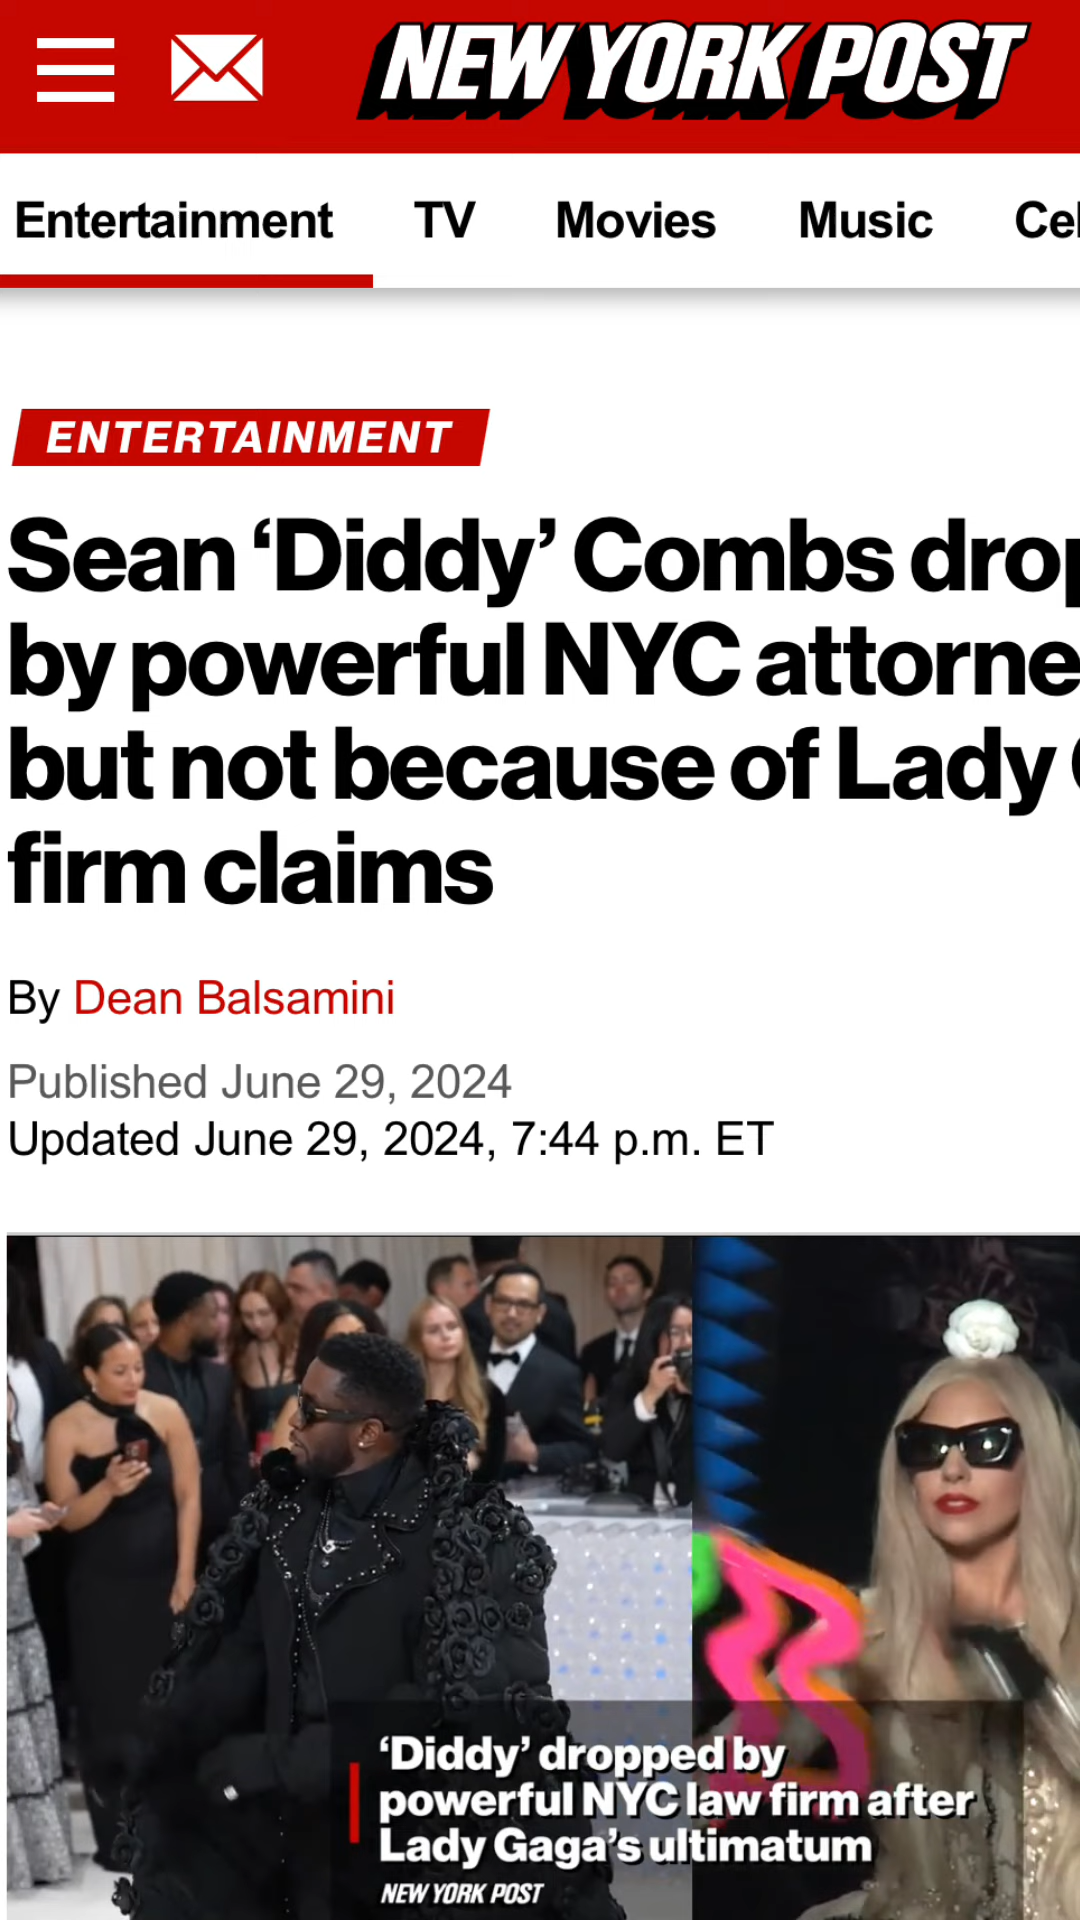 NEW YORK POST
Entertainment TV Movies Music
ENTERTAINMENT
Sean ‘Diddy’ Combs
by powerful NYC
but not because of Lady
firm claims
By Dean Balsamini
Published June 29, 2024
Updated June 29, 2024, 7:44 p.m. ET
‘Diddy’ dropped by
powerful NYC law firm after
Lady Gaga’s ultimatum
NEW YORK POST